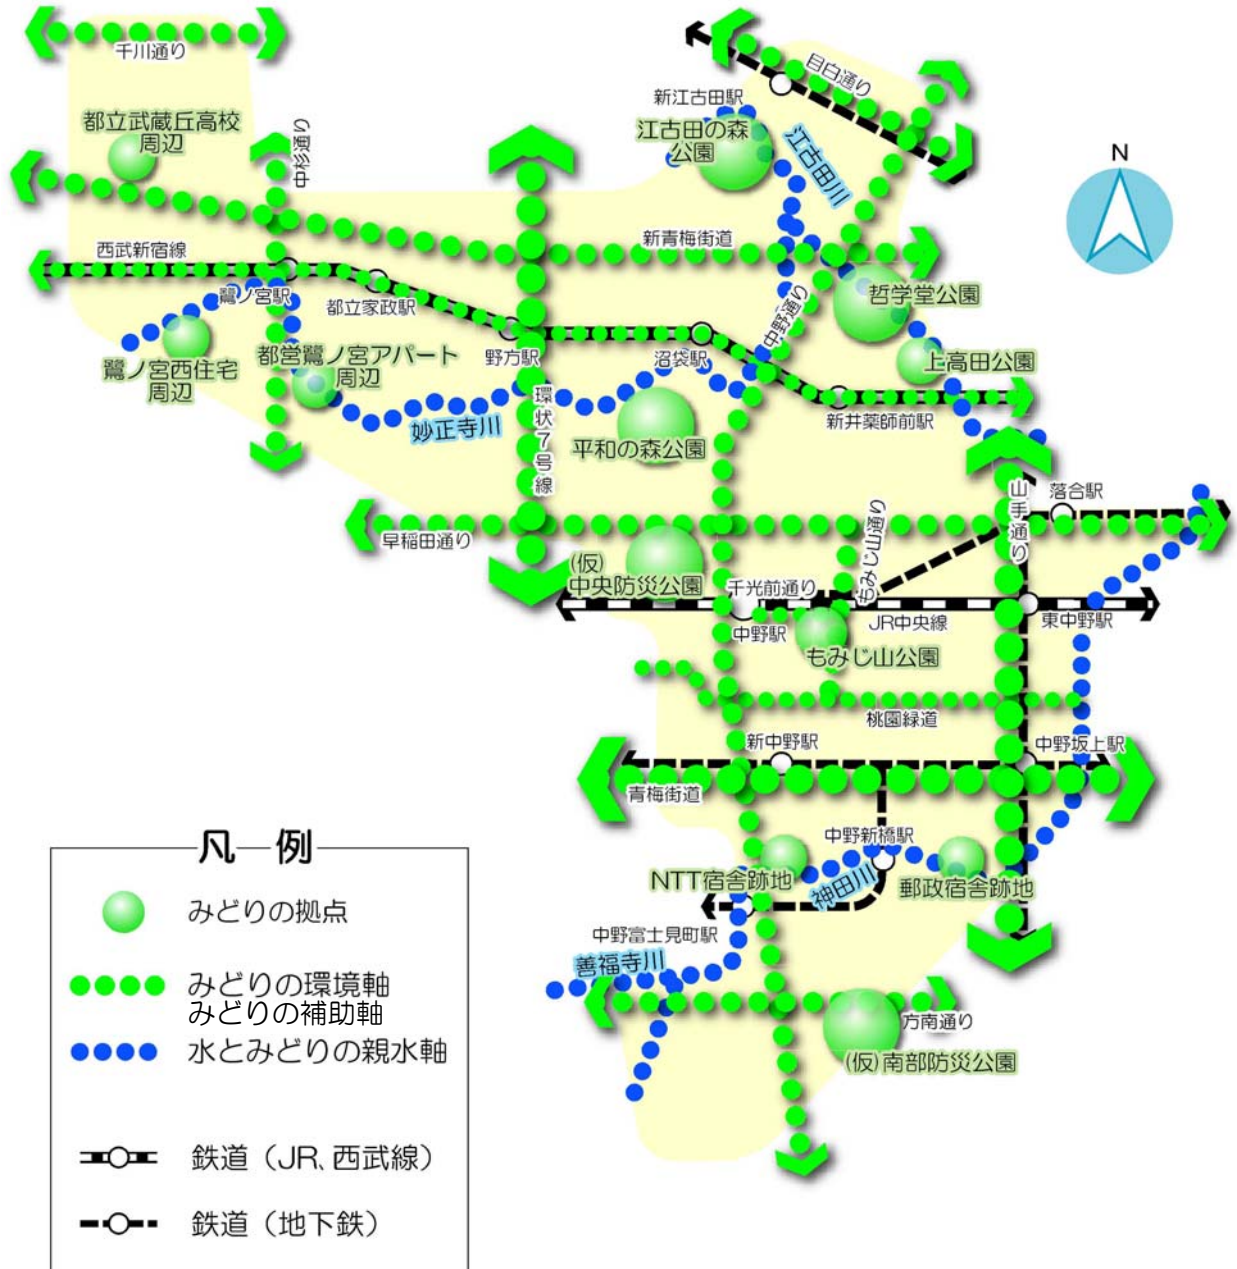 千川通り
目白通り
新江古田駅
都立武蔵丘高校
周辺
中杉通り
江古田の森
公園
江古田川
N
西武新宿線
新青梅街道
鷺ノ宮駅
都立家政駅
哲学堂公園
中野通り
鷺ノ宮西住宅
周辺
都営鷺ノ宮アパート
周辺
野方駅
沼袋駅
上高田公園
新井薬師前駅
妙正寺川
環状7号線
平和の森公園
山手通り
落合駅
早稲田通り
もみじ山通り
(仮)
中央防災公園
千光前通り
中野駅
JR中央線
東中野駅
もみじ山公園
桃園緑道
新中野駅
中野坂上駅
青梅街道
中野新橋駅
NTT宿舎跡地
神田川
郵政宿舎跡地
中野富士見町駅
善福寺川
方南通り
(仮)南部防災公園
凡例
みどりの拠点
みどりの環境軸
みどりの補助軸
水とみどりの親水軸
鉄道(JR、西武線)
鉄道(地下鉄)